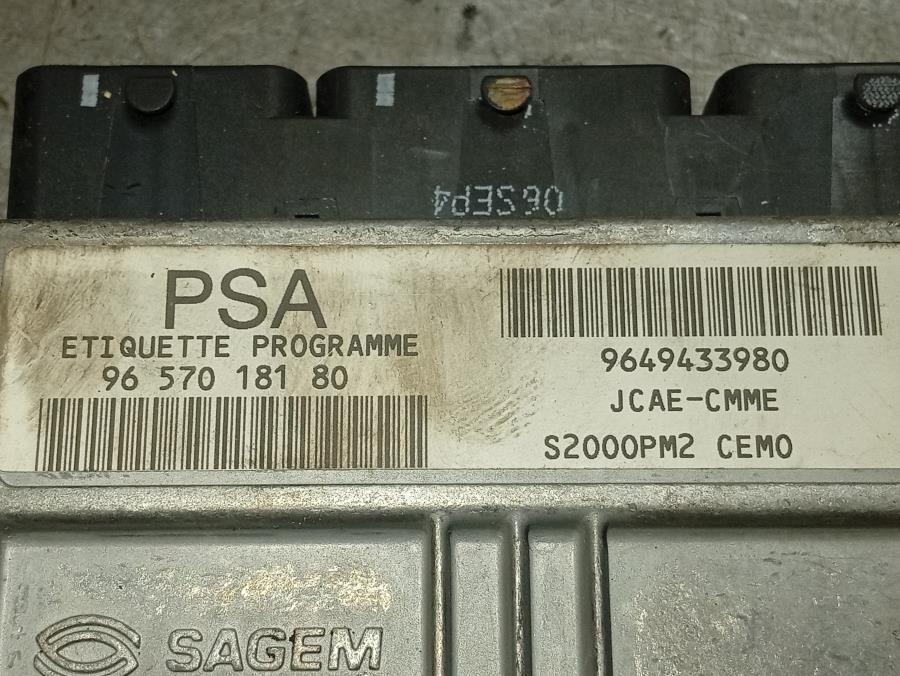 06SEP4
PSA
ETIQUETTE PROGRAMME
96 570 181 80
9649433980
JCAE-CMME
S2000PM2 CEMO
SAGEM